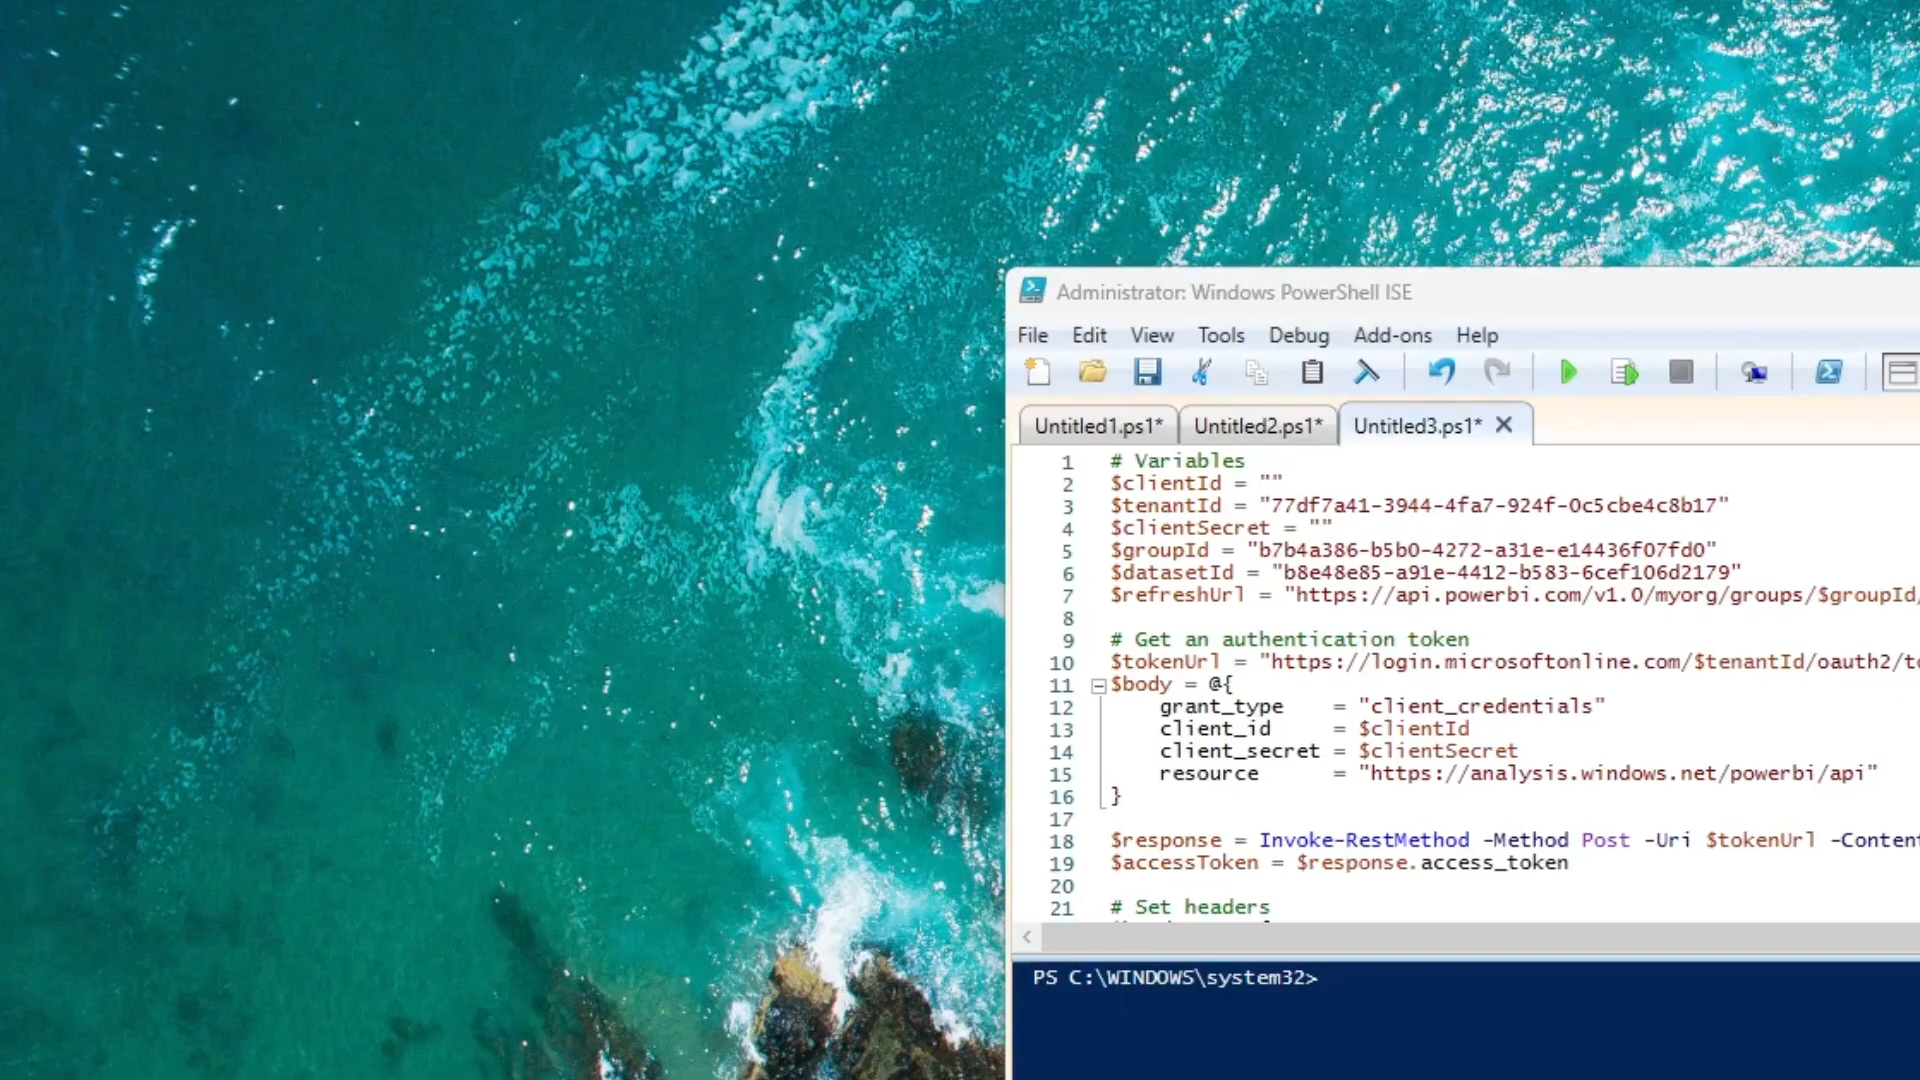 Administrator: Windows PowerShell ISE
File Edit View Tools Debug Add-ons Help
Untitled1.ps1* Untitled2.ps1* Untitled3.ps1*
1 # Variables
2 $clientId = ""
3 $tenantId = "77df7a41-3944-4fa7-924f-0c5cbe4c8b17"
4 $clientSecret = ""
5 $groupId = "b7b4a386-b5b0-4272-a31e-e14436f07fd0"
6 $datasetId = "b8e48e85-a91e-4412-b583-6cef106d2179"
7 $refreshUrl = "https://api.powerbi.com/v1.0/myorg/groups/$groupId/
8
9 # Get an authentication token
10 $tokenUrl = "https://login.microsoftonline.com/$tenantId/oauth2/to
11 $body = @{
12 grant_type = "client_credentials"
13 client_id = $clientId
14 client_secret = $clientSecret
15 resource = "https://analysis.windows.net/powerbi/api"
16 }
17
18 $response = Invoke-RestMethod -Method Post -Uri $tokenUrl -Content
19 $accessToken = $response.access_token
20
21 # Set headers
PS C:\WINDOWS\system32>